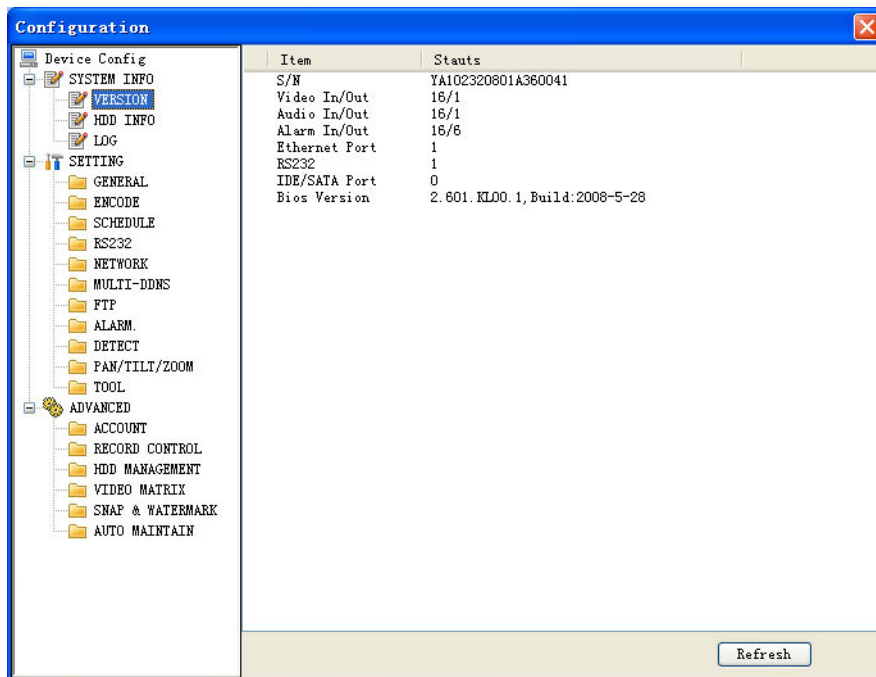 Configuration
Device Config
SYSTEM INFO
VERSION
HDD INFO
LOG
SETTING
GENERAL
ENCODE
SCHEDULE
RS232
NETWORK
MULTI-DDNS
FTP
ALARM.
DETECT
PAN/TILT/ZOOM
TOOL
ADVANCED
ACCOUNT
RECORD CONTROL
HDD MANAGEMENT
VIDEO MATRIX
SNAP & WATERMARK
AUTO MAINTAIN
Item Stauts
S/N YA102320801A360041
Video In/Out 16/1
Audio In/Out 16/1
Alarm In/Out 16/6
Ethernet Port 1
RS232 1
IDE/SATA Port 0
Bios Version 2.601.KL00.1,Build:2008-5-28
Refresh